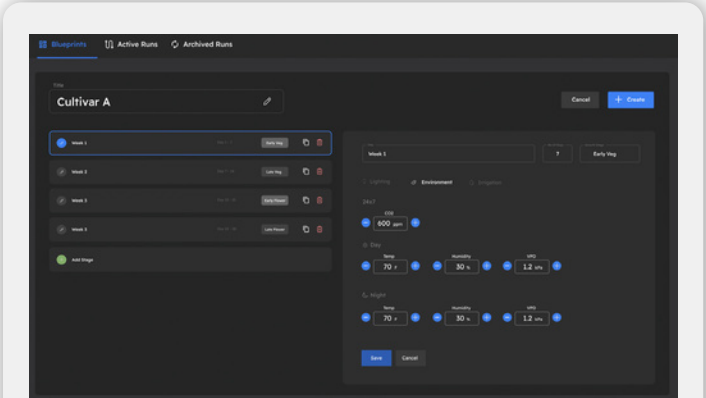 Blueprints Active Runs Archived Runs
Title
Cultivar A
Cancel + Create
Week 1 Early Veg
Week 2 Late Veg
Week 3 Early Flower
Week 3 Late Flower
Add Stage
Week 1 7 Early Veg
Lighting Environment Irrigation
24x7
CO2
600 ppm
Day
Temp Humidity VPD
70 F 30 % 1.2 kPa
Night
Temp Humidity VPD
70 F 30 % 1.2 kPa
Save Cancel